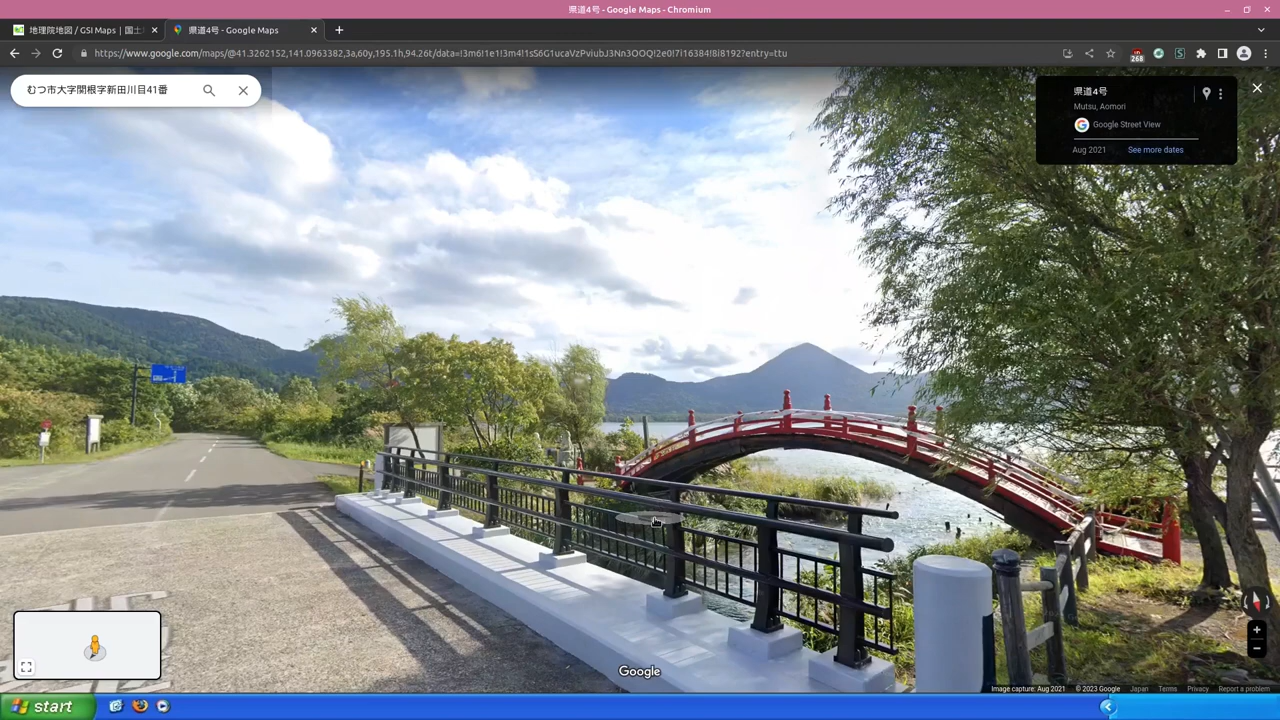 県道4号 - Google Maps - Chromium
地理院地図 / GSI Maps | 国土
県道4号 - Google Maps
https://www.google.com/maps/@41.3262152,141.0963382,3a,60y,195.1h,94.26t/data=!3m6!1e1!3m4!1sS6G1ucaVzPviubJ3Nn3OOQ!2e0!7i16384!8i8192?entry=ttu
268
むつ市大字関根字新田川目41番
県道4号
Mutsu, Aomori
Google Street View
Aug 2021 See more dates
Google
Image capture: Aug 2021 © 2023 Google Japan Terms Privacy Report a problem
start